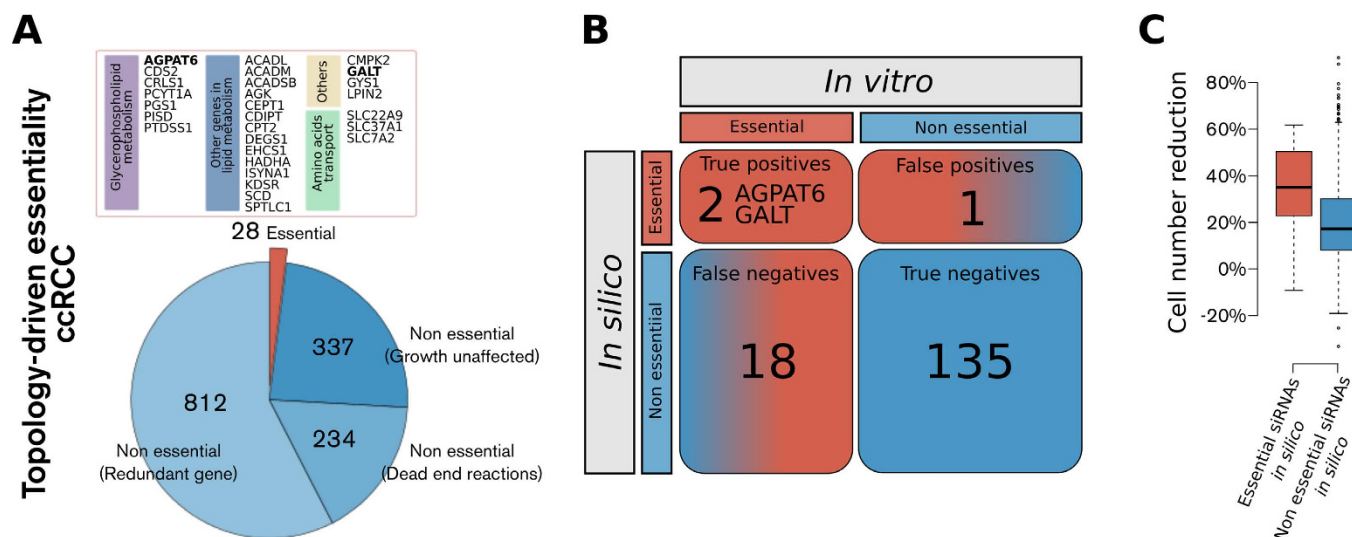 A
Topology-driven essentiality
ccRCC
Glycerophospholipid
metabolism
AGPAT6
CDS2
CRLS1
PCYT1A
PGS1
PISD
PTDSS1
Other genes in
lipid metabolism
ACADL
ACADM
ACADSB
AGK
CEPT1
CDIPT
CPT2
DEGS1
EHCS1
HADHA
ISYNA1
KDSR
SCD
SPTLC1
Others
CMPK2
GALT
GYS1
LPIN2
Amino acids
transport
SLC22A9
SLC37A1
SLC7A2
28 Essential
337
Non essential
(Growth unaffected)
812
Non essential
(Redundant gene)
234
Non essential
(Dead end reactions)
B
In vitro
Essential
Non essential
In silico
Essential
Non essentiial
True positives
2 AGPAT6
GALT
False positives
1
False negatives
18
True negatives
135
C
Cell number reduction
80%
60%
40%
20%
0%
-20%
Essential siRNAs
in silico
Non essential siRNAs
in silico